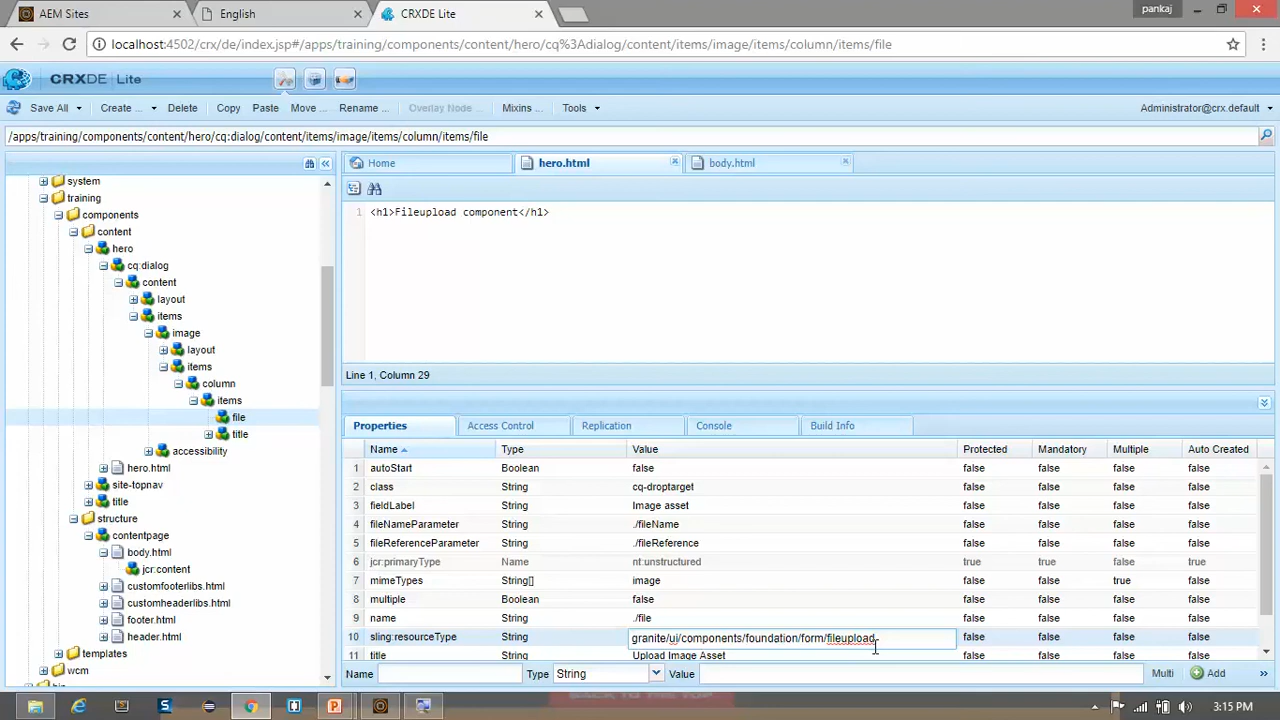 AEM Sites
English
CRXDE Lite
pankaj
localhost:4502/crx/de/index.jsp#/apps/training/components/content/hero/cq%3Adialog/content/items/image/items/column/items/file
CRXDE Lite
Save All Create ... Delete Copy Paste Move ... Rename ... Overlay Node ... Mixins ... Tools Administrator@crx.default
/apps/training/components/content/hero/cq:dialog/content/items/image/items/column/items/file
Home hero.html body.html
system
training
components
content
hero
cq:dialog
content
layout
items
image
layout
items
column
items
file
title
accessibility
hero.html
site-topnav
title
structure
contentpage
body.html
jcr:content
customfooterlibs.html
customheaderlibs.html
footer.html
header.html
templates
wcm
1 <h1>Fileupload component</h1>
Line 1, Column 29
Properties Access Control Replication Console Build Info
Name Type Value Protected Mandatory Multiple Auto Created
1 autoStart Boolean false false false false false
2 class String cq-droptarget false false false false
3 fieldLabel String Image asset false false false false
4 fileNameParameter String ./fileName false false false false
5 fileReferenceParameter String ./fileReference false false false false
6 jcr:primaryType Name nt:unstructured true true false true
7 mimeTypes String[] image false false true false
8 multiple Boolean false false false false false
9 name String ./file false false false false
10 sling:resourceType String granite/ui/components/foundation/form/fileupload false false false false
11 title String Upload Image Asset false false false false
Name Type String Value Multi Add
BACK TO THE TOP
3:15 PM